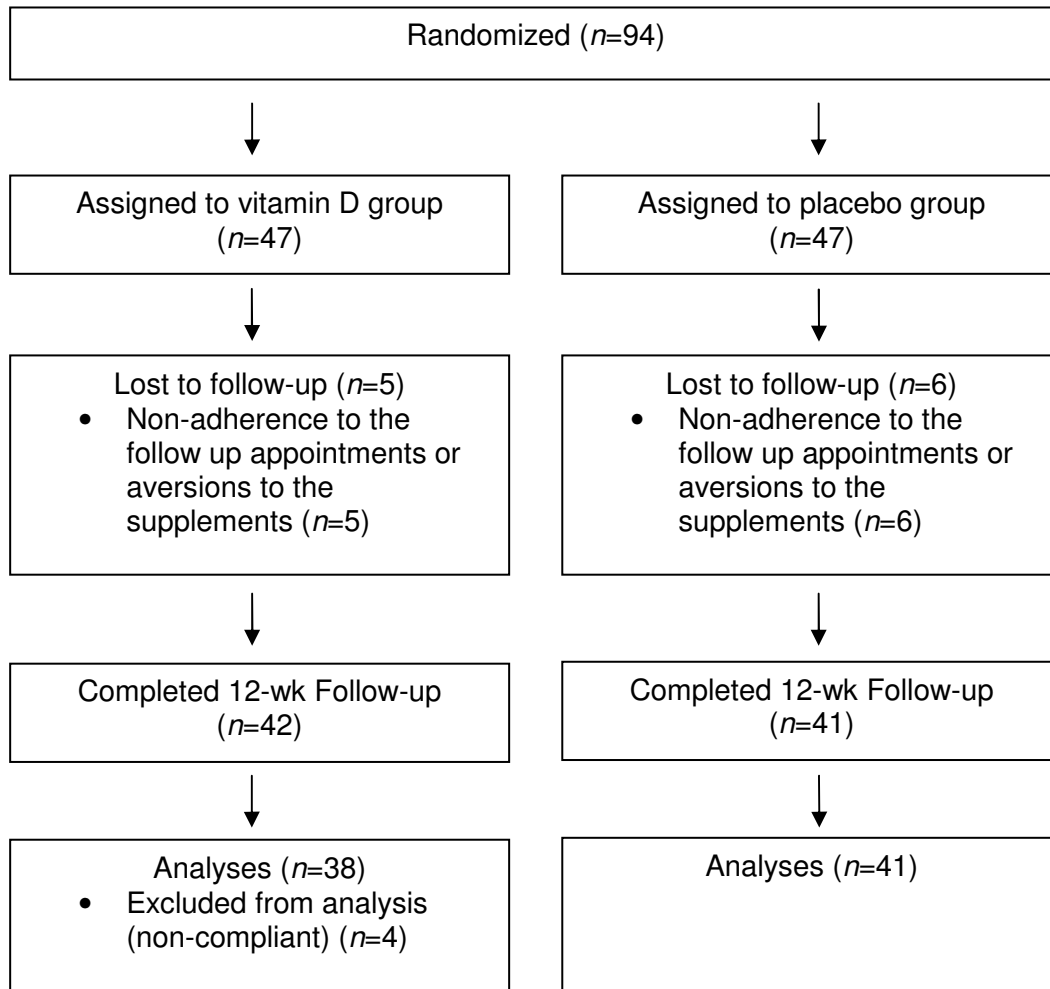 Randomized (n=94)
Assigned to vitamin D group
(n=47)
Assigned to placebo group
(n=47)
Lost to follow-up (n=5)
• Non-adherence to the
follow up appointments or
aversions to the
supplements (n=5)
Lost to follow-up (n=6)
• Non-adherence to the
follow up appointments or
aversions to the
supplements (n=6)
Completed 12-wk Follow-up
(n=42)
Completed 12-wk Follow-up
(n=41)
Analyses (n=38)
• Excluded from analysis
(non-compliant) (n=4)
Analyses (n=41)